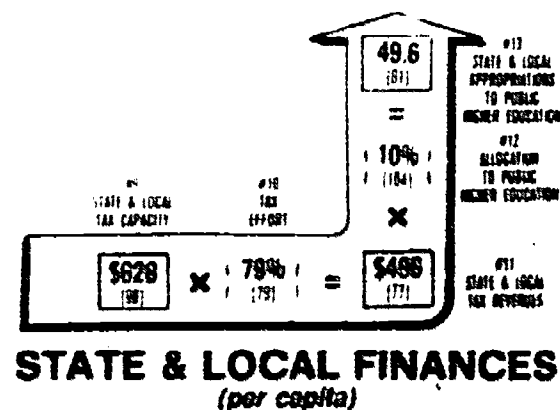 49.6
(81)
=
10%
(104)
×
#13
STATE & LOCAL
APPROPRIATIONS
TO PUBLIC
HIGHER EDUCATION
#12
ALLOCATION
TO PUBLIC
HIGHER EDUCATION
#9
STATE & LOCAL
TAX CAPACITY
#10
TAX
EFFORT
$628 × 79% = $496
(98) (79) (77)
#11
STATE & LOCAL
TAX REVENUES
STATE & LOCAL FINANCES
(per capita)